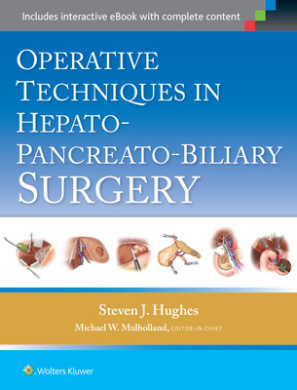 Includes interactive eBook with complete content
OPERATIVE
TECHNIQUES IN
HEPATO-
PANCREATO-BILIARY
SURGERY
Steven J. Hughes
Michael W. Mulholland, EDITOR-IN-CHIEF
Wolters Kluwer